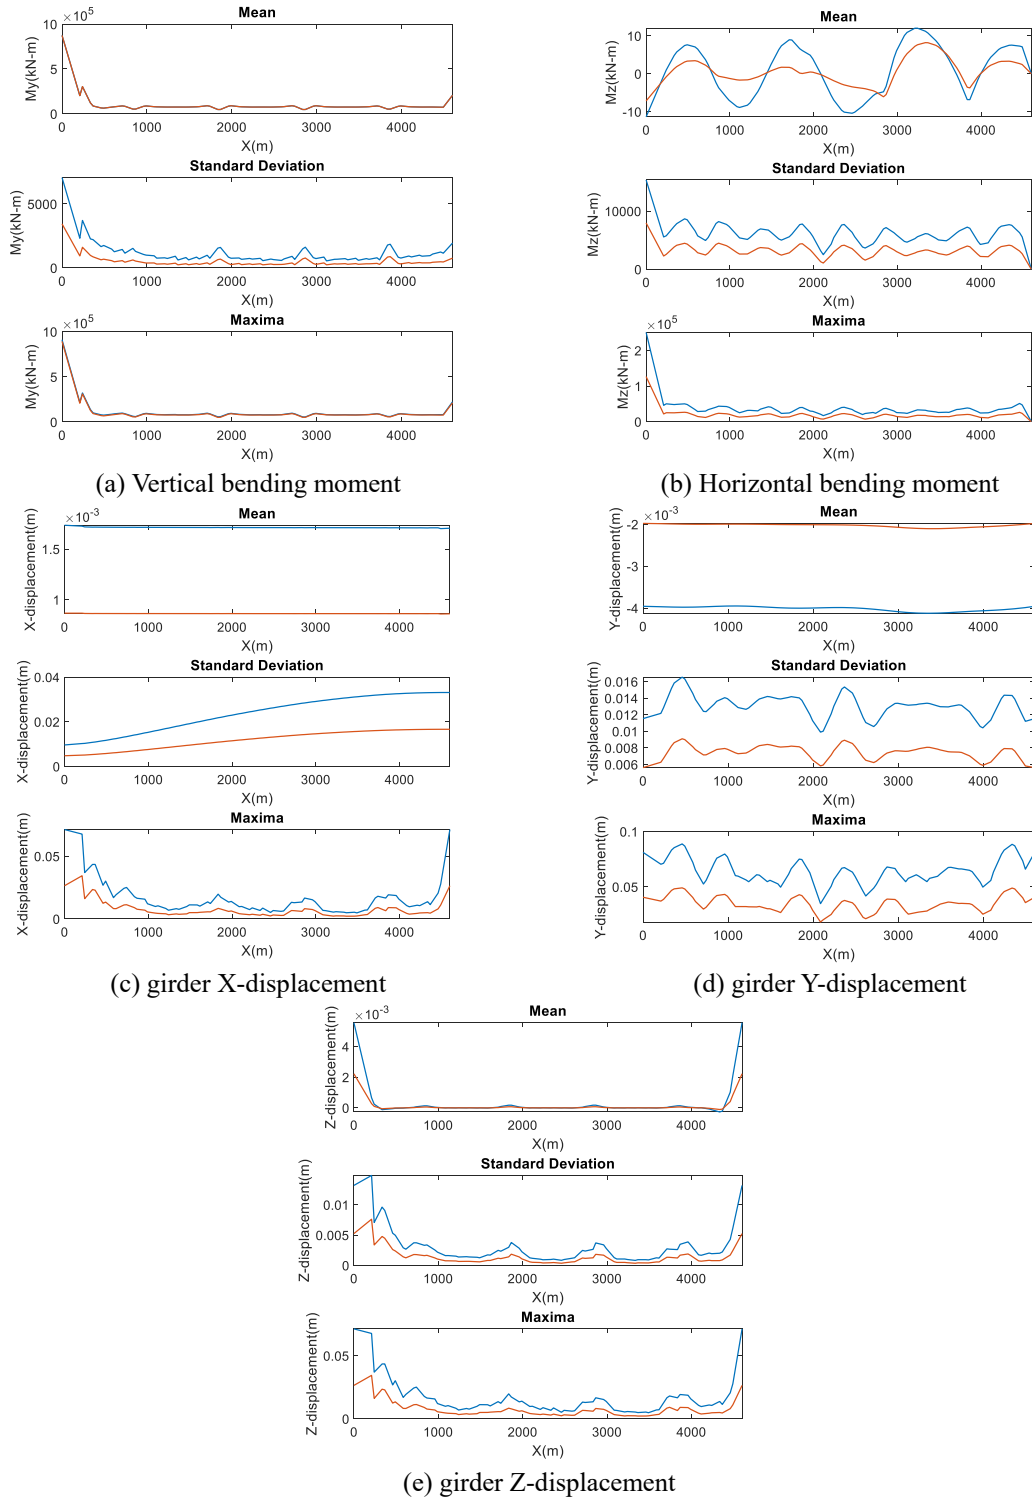 Mean
×10^5
10
5
0
My(kN-m)
0 1000 2000 3000 4000
X(m)
Standard Deviation
5000
0
My(kN-m)
0 1000 2000 3000 4000
X(m)
Maxima
×10^5
10
5
0
My(kN-m)
0 1000 2000 3000 4000
X(m)
(a) Vertical bending moment
Mean
10
0
-10
Mz(kN-m)
0 1000 2000 3000 4000
X(m)
Standard Deviation
10000
0
Mz(kN-m)
0 1000 2000 3000 4000
X(m)
Maxima
×10^5
2
1
0
Mz(kN-m)
0 1000 2000 3000 4000
X(m)
(b) Horizontal bending moment
×10^-3
Mean
1.5
1
X-displacement(m)
0 1000 2000 3000 4000
X(m)
Standard Deviation
0.04
0.02
0
X-displacement(m)
0 1000 2000 3000 4000
X(m)
Maxima
0.05
0
X-displacement(m)
0 1000 2000 3000 4000
X(m)
(c) girder X-displacement
×10^-3
Mean
-2
-3
-4
Y-displacement(m)
0 1000 2000 3000 4000
X(m)
Standard Deviation
0.016
0.014
0.012
0.01
0.008
0.006
Y-displacement(m)
0 1000 2000 3000 4000
X(m)
Maxima
0.1
0.05
Y-displacement(m)
0 1000 2000 3000 4000
X(m)
(d) girder Y-displacement
×10^-3
Mean
4
2
0
Z-displacement(m)
0 1000 2000 3000 4000
X(m)
Standard Deviation
0.01
0.005
0
Z-displacement(m)
0 1000 2000 3000 4000
X(m)
Maxima
0.05
0
Z-displacement(m)
0 1000 2000 3000 4000
X(m)
(e) girder Z-displacement